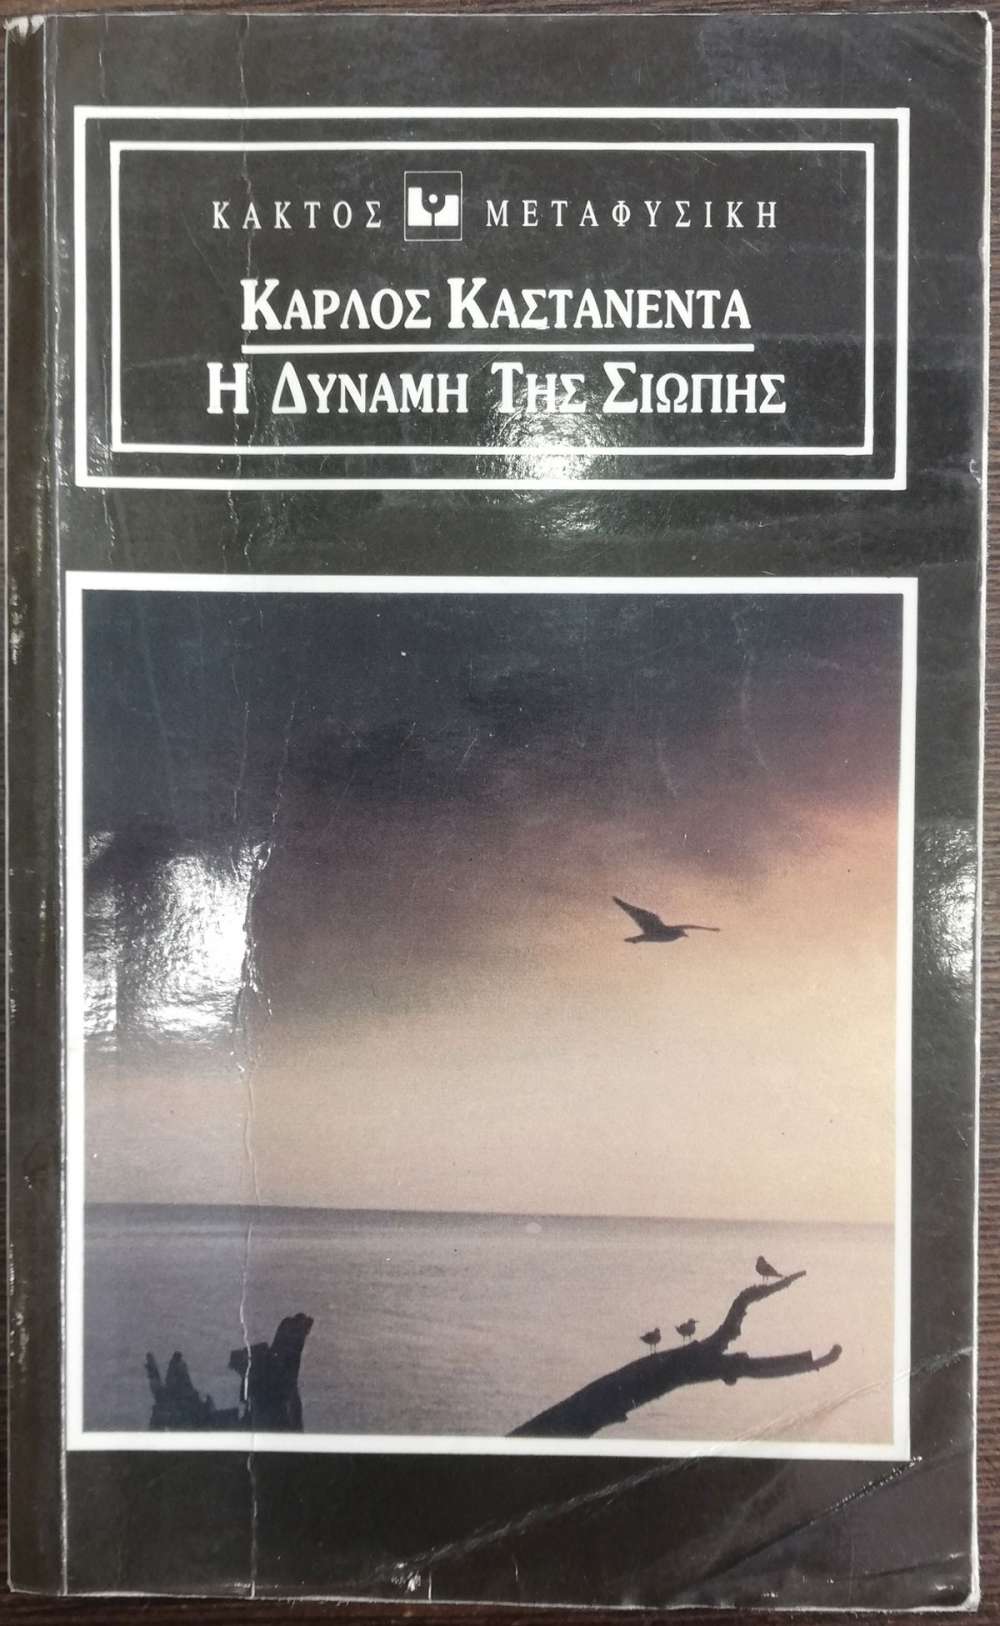 ΚΑΚΤΟΣ ΜΕΤΑΦΥΣΙΚΗ
ΚΑΡΛΟΣ ΚΑΣΤΑΝΕΝΤΑ
Η ΔΥΝΑΜΗ ΤΗΣ ΣΙΩΠΗΣ